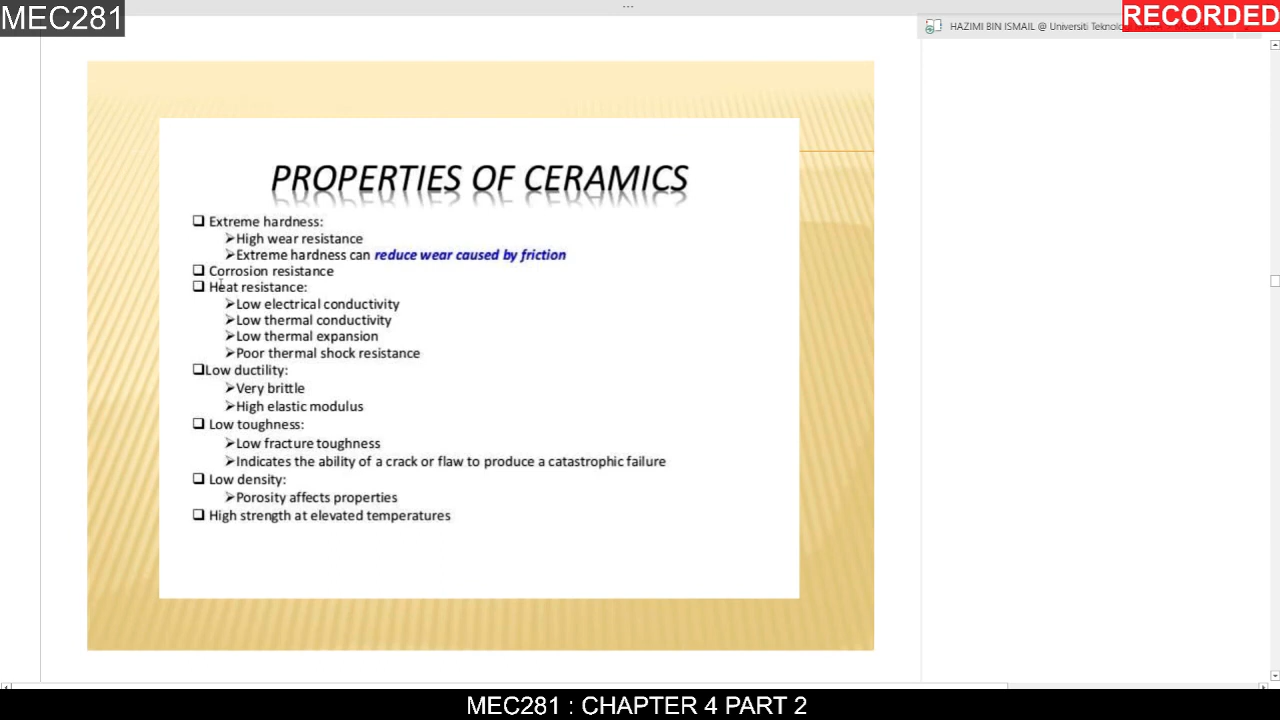 MEC281
...
RECORDED
HAZIMI BIN ISMAIL @ Universiti Teknolo
PROPERTIES OF CERAMICS
❑ Extreme hardness:
➢High wear resistance
➢Extreme hardness can reduce wear caused by friction
❑ Corrosion resistance
❑ Heat resistance:
➢Low electrical conductivity
➢Low thermal conductivity
➢Low thermal expansion
➢Poor thermal shock resistance
❑Low ductility:
➢Very brittle
➢High elastic modulus
❑ Low toughness:
➢Low fracture toughness
➢Indicates the ability of a crack or flaw to produce a catastrophic failure
❑ Low density:
➢Porosity affects properties
❑ High strength at elevated temperatures
MEC281 : CHAPTER 4 PART 2